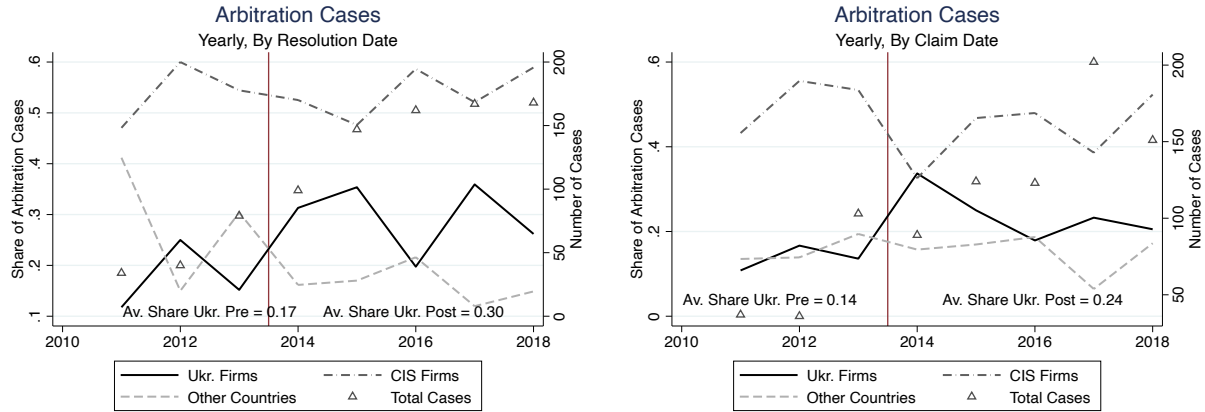 Arbitration Cases
Yearly, By Resolution Date
Share of Arbitration Cases
.6
.5
.4
.3
.2
.1
Number of Cases
200
150
100
50
0
Av. Share Ukr. Pre = 0.17
Av. Share Ukr. Post = 0.30
2010 2012 2014 2016 2018
Ukr. Firms CIS Firms
Other Countries Total Cases
Arbitration Cases
Yearly, By Claim Date
Share of Arbitration Cases
.6
.4
.2
0
Number of Cases
200
150
100
50
Av. Share Ukr. Pre = 0.14
Av. Share Ukr. Post = 0.24
2010 2012 2014 2016 2018
Ukr. Firms CIS Firms
Other Countries Total Cases